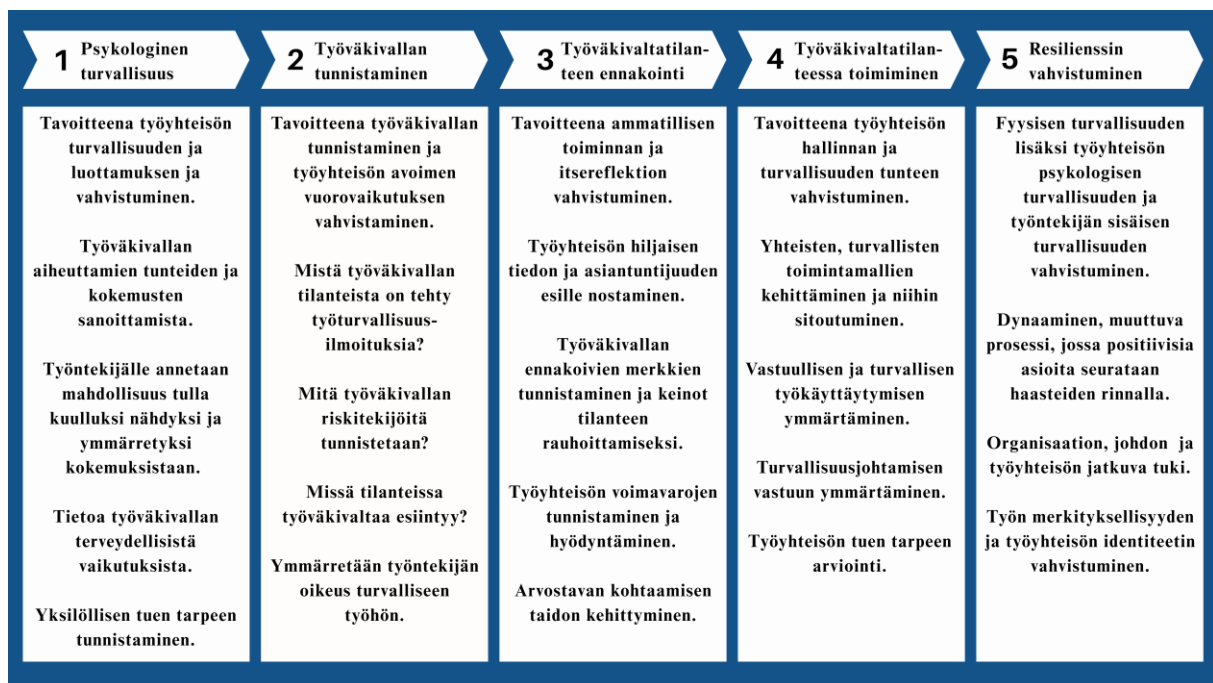 1 Psykologinen
turvallisuus
2 Työväkivallan
tunnistaminen
3 Työväkivaltatilan-
teen ennakointi
4 Työväkivaltatilan-
teessa toimiminen
5 Resilienssin
vahvistuminen
Tavoitteena työyhteisön
turvallisuuden ja
luottamuksen ja
vahvistuminen.
Työväkivallan
aiheuttamien tunteiden ja
kokemusten
sanoittamista.
Työntekijälle annetaan
mahdollisuus tulla
kuulluksi nähdyksi ja
ymmärretyksi
kokemuksistaan.
Tietoa työväkivallan
terveydellisistä
vaikutuksista.
Yksilöllisen tuen tarpeen
tunnistaminen.
Tavoitteena työväkivallan
tunnistaminen ja
työyhteisön avoimen
vuorovaikutuksen
vahvistaminen.
Mistä työväkivallan
tilanteista on tehty
työturvallisuus-
ilmoituksia?
Mitä työväkivallan
riskitekijöitä
tunnistetaan?
Missä tilanteissa
työväkivaltaa esiintyy?
Ymmärretään työntekijän
oikeus turvalliseen
työhön.
Tavoitteena ammatillisen
toiminnan ja
itsereflektion
vahvistuminen.
Työyhteisön hiljaisen
tiedon ja asiantuntijuuden
esille nostaminen.
Työväkivallan
ennakoivien merkkien
tunnistaminen ja keinot
tilanteen
rauhoittamiseksi.
Työyhteisön voimavarojen
tunnistaminen ja
hyödyntäminen.
Arvostavan kohtaamisen
taidon kehittyminen.
Tavoitteena työyhteisön
hallinnan ja
turvallisuuden tunteen
vahvistuminen.
Yhteisten, turvallisten
toimintamallien
kehittäminen ja niihin
sitoutuminen.
Vastuullisen ja turvallisen
työkäyttäytymisen
ymmärtäminen.
Turvallisuusjohtamisen
vastuun ymmärtäminen.
Työyhteisön tuen tarpeen
arviointi.
Fyysisen turvallisuuden
lisäksi työyhteisön
psykologisen
turvallisuuden ja
työntekijän sisäisen
turvallisuuden
vahvistuminen.
Dynaaminen, muuttuva
prosessi, jossa positiivisia
asioita seurataan
haasteiden rinnalla.
Organisaation, johdon ja
työyhteisön jatkuva tuki.
Työn merkityksellisyyden
ja työyhteisön identiteetin
vahvistuminen.